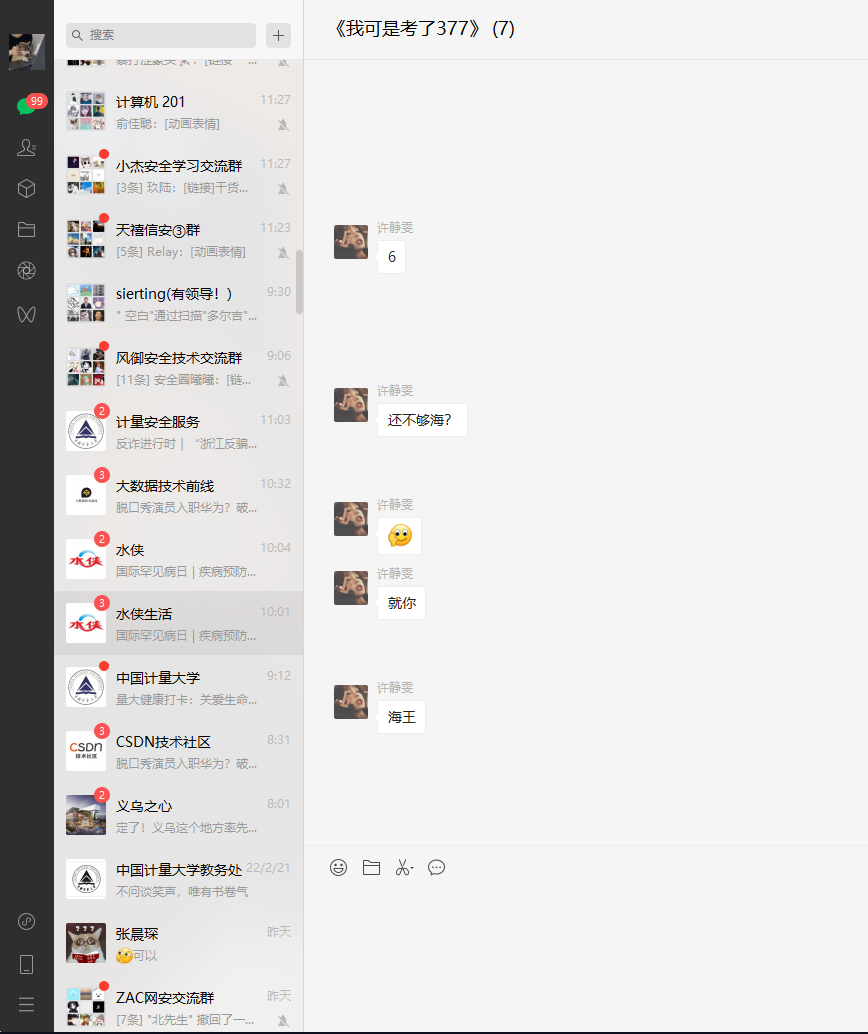 搜索
《我可是考了377》 (7)
99
计算机 201 11:27
俞佳聪：[动画表情]
小杰安全学习交流群 11:27
[3条] 玖陆：[链接]干货...
天禧信安③群 11:23
[5条] Relay：[动画表情]
sierting(有领导！) 9:30
" 空白"通过扫描"多尔吉"...
风御安全技术交流群 9:06
[11条] 安全圈曦曦：[链...
2
计量安全服务 11:03
反诈进行时 | “浙江反骗...
3
大数据技术前线 10:32
脱口秀演员入职华为？破...
2
水侠 10:04
国际罕见病日 | 疾病预防...
3
水侠生活 10:01
国际罕见病日 | 疾病预防...
中国计量大学 9:12
量大健康打卡：关爱生命...
3
CSDN
技术社区
CSDN技术社区 8:31
脱口秀演员入职华为？破...
2
义乌之心 8:01
定了！义乌这个地方率先...
中国计量大学教务处 22/2/21
不问谈笑声，唯有书卷气
张晨琛 昨天
可以
ZAC网安交流群 昨天
[7条] "北先生" 撤回了一...
许静雯
6
许静雯
还不够海？
许静雯
许静雯
就你
许静雯
海王